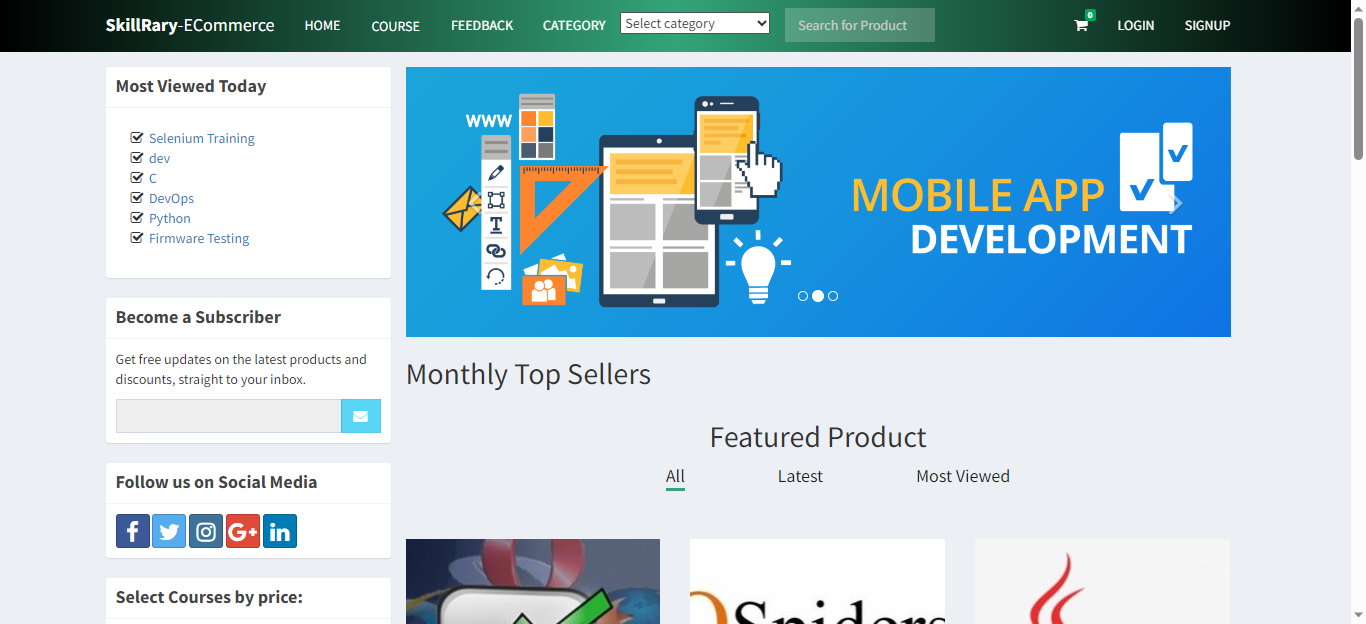 SkillRary-ECommerce HOME COURSE FEEDBACK CATEGORY Select category Search for Product 0 LOGIN SIGNUP
Most Viewed Today
Selenium Training
dev
C
DevOps
Python
Firmware Testing
Become a Subscriber
Get free updates on the latest products and
discounts, straight to your inbox.
Follow us on Social Media
Select Courses by price:
WWW
T
MOBILE APP
DEVELOPMENT
Monthly Top Sellers
Featured Product
All Latest Most Viewed
QSpiders